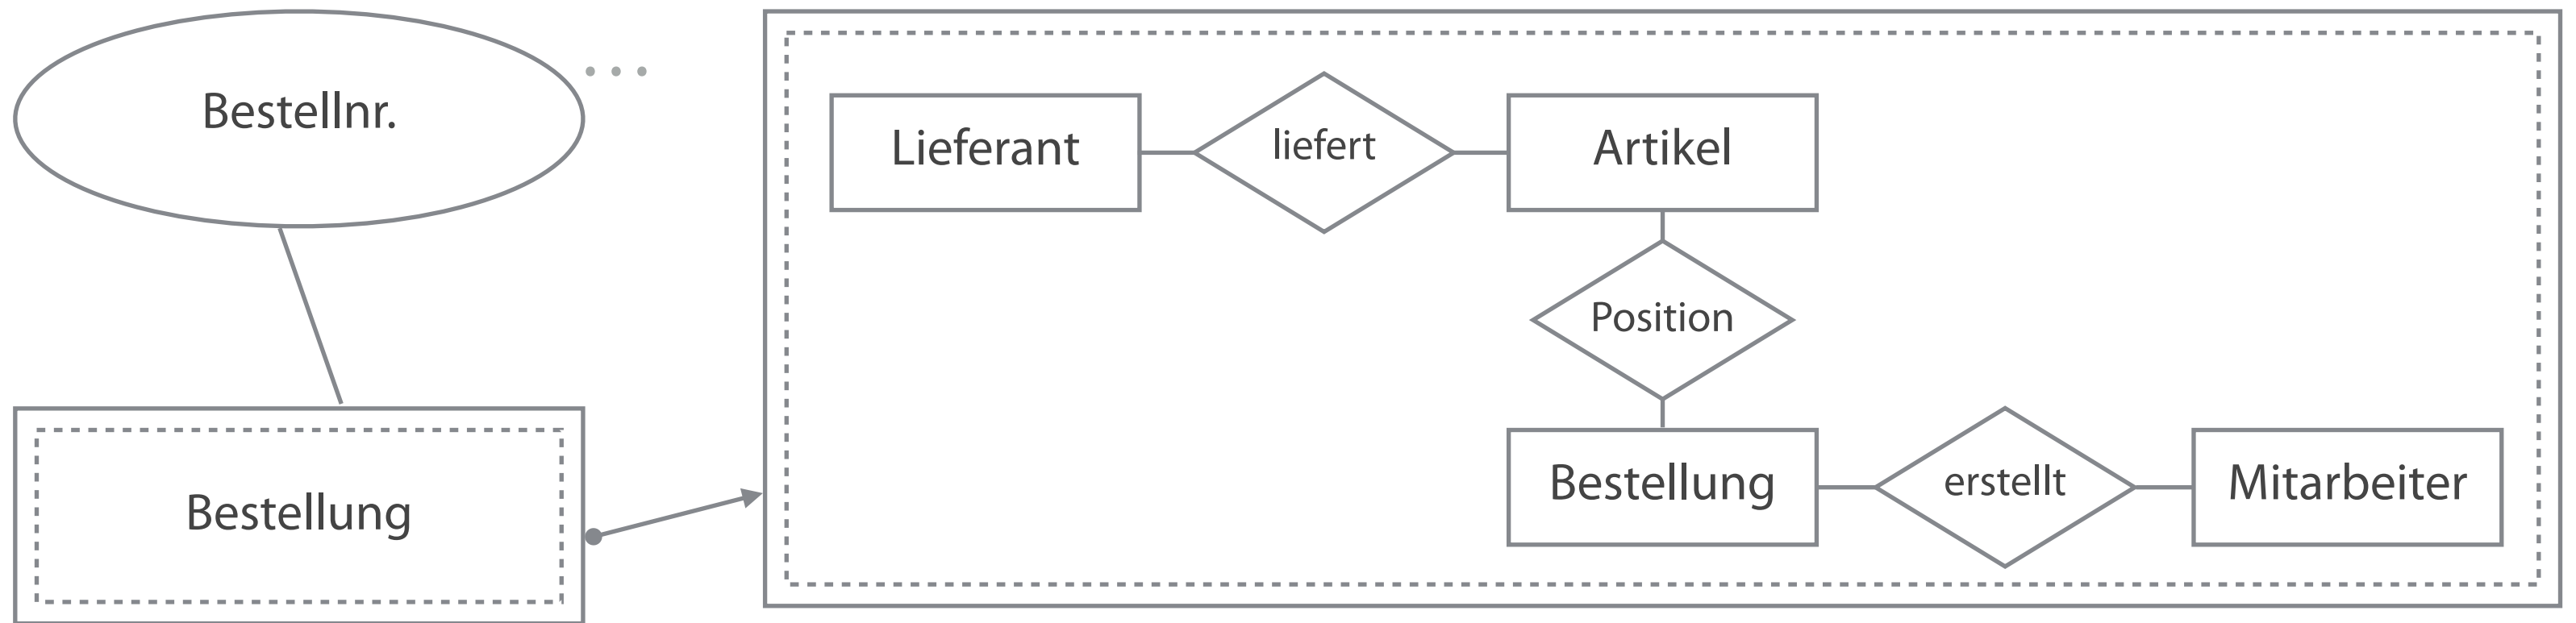 Bestellnr.
Lieferant
liefert
Artikel
Position
Bestellung
Bestellung
erstellt
Mitarbeiter